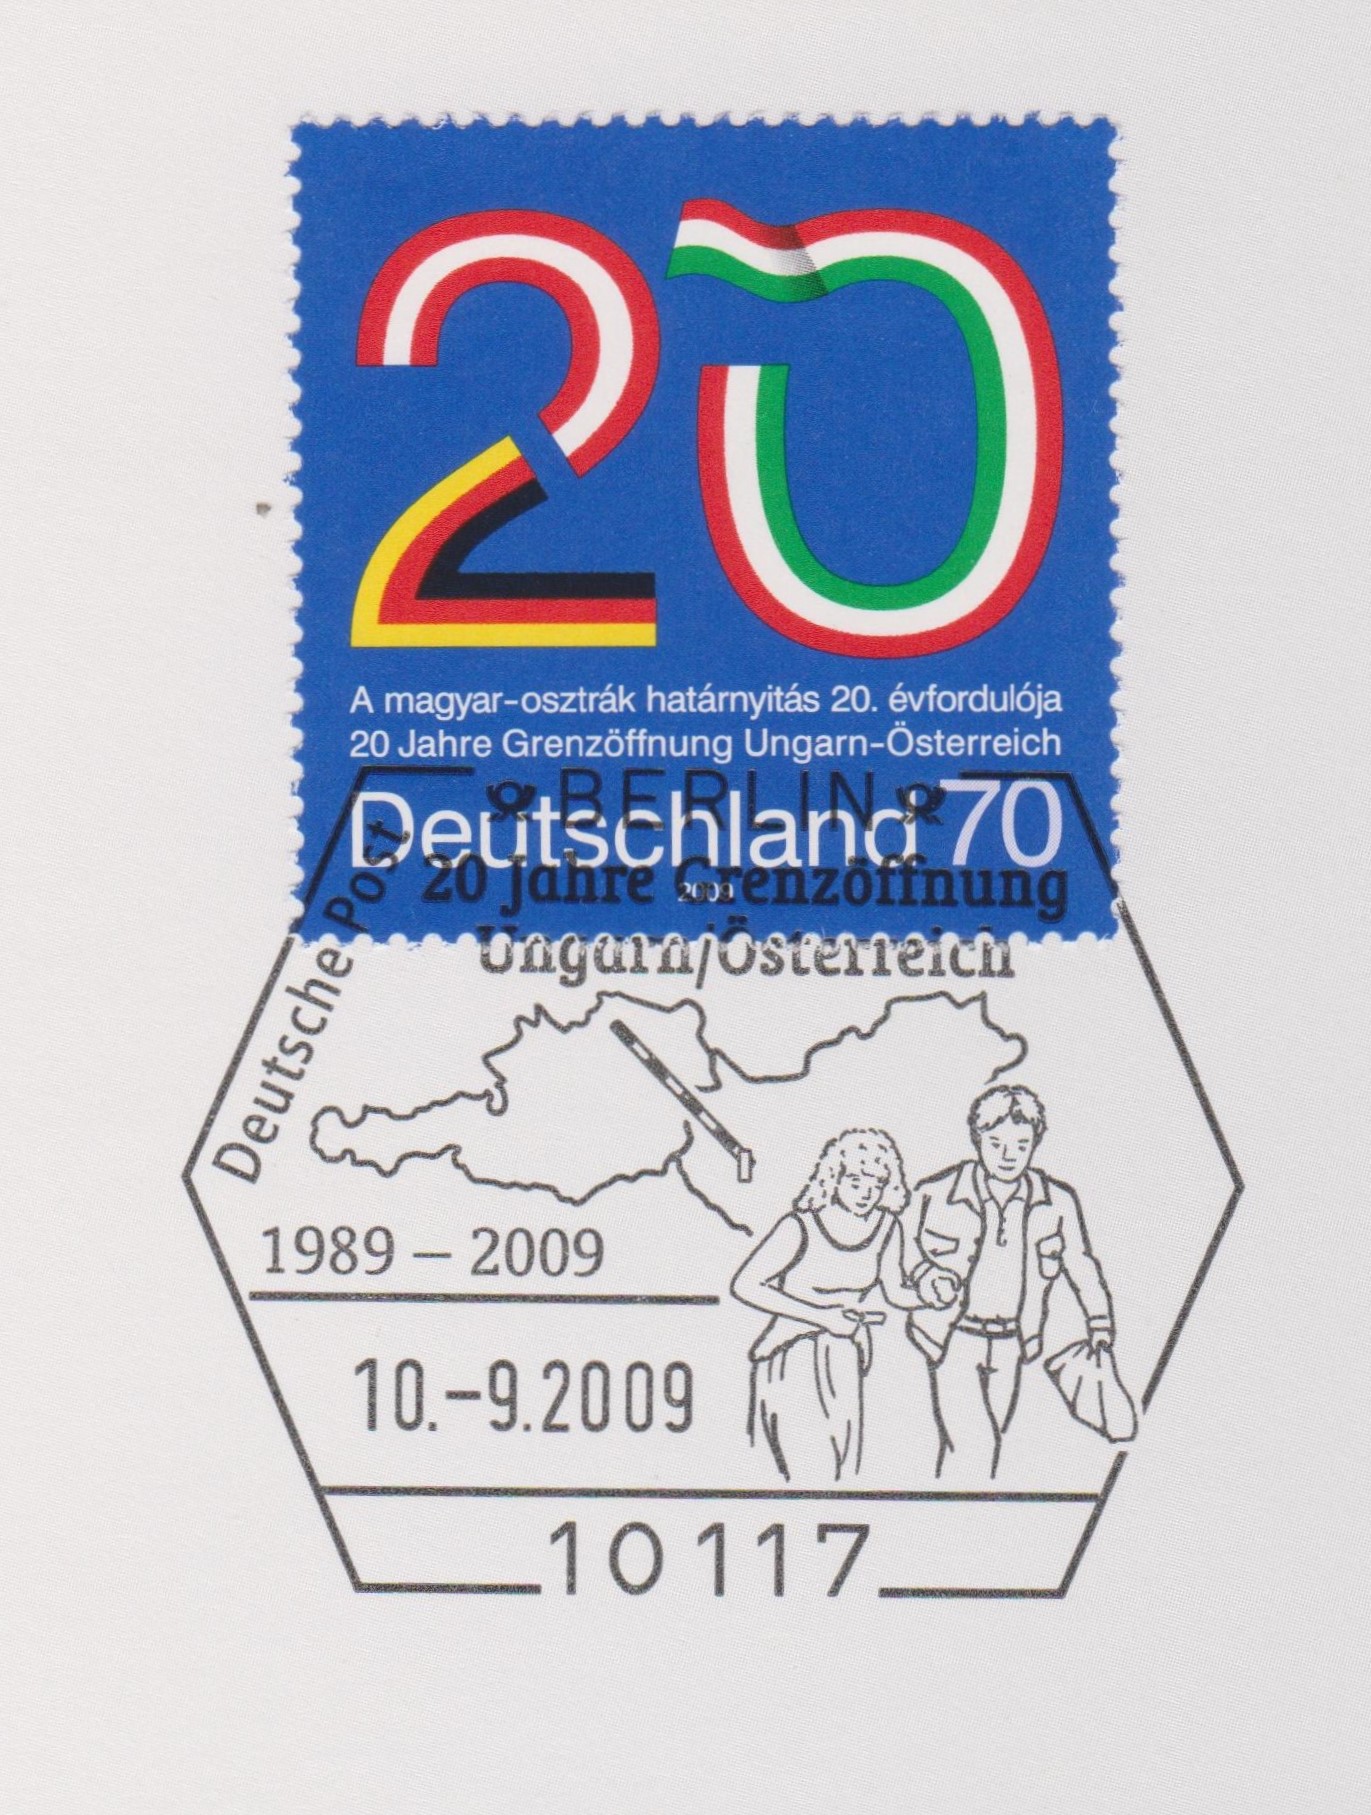 20
A magyar-osztrák határnyitás 20. évfordulója
20 Jahre Grenzöffnung Ungarn-Österreich
Deutschland 70
2009
BERLIN
Deutsche Post
20 Jahre Grenzöffnung
Ungarn/Österreich
1989 – 2009
10.-9.2009
10117